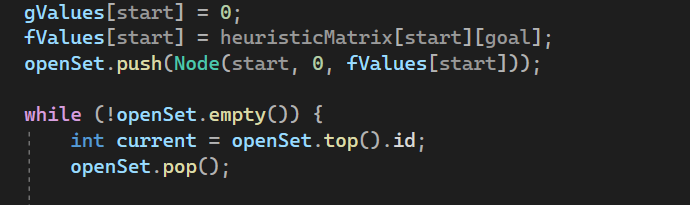 gValues[start] = 0;
fValues[start] = heuristicMatrix[start][goal];
openSet.push(Node(start, 0, fValues[start]));
while (!openSet.empty()) {
int current = openSet.top().id;
openSet.pop();